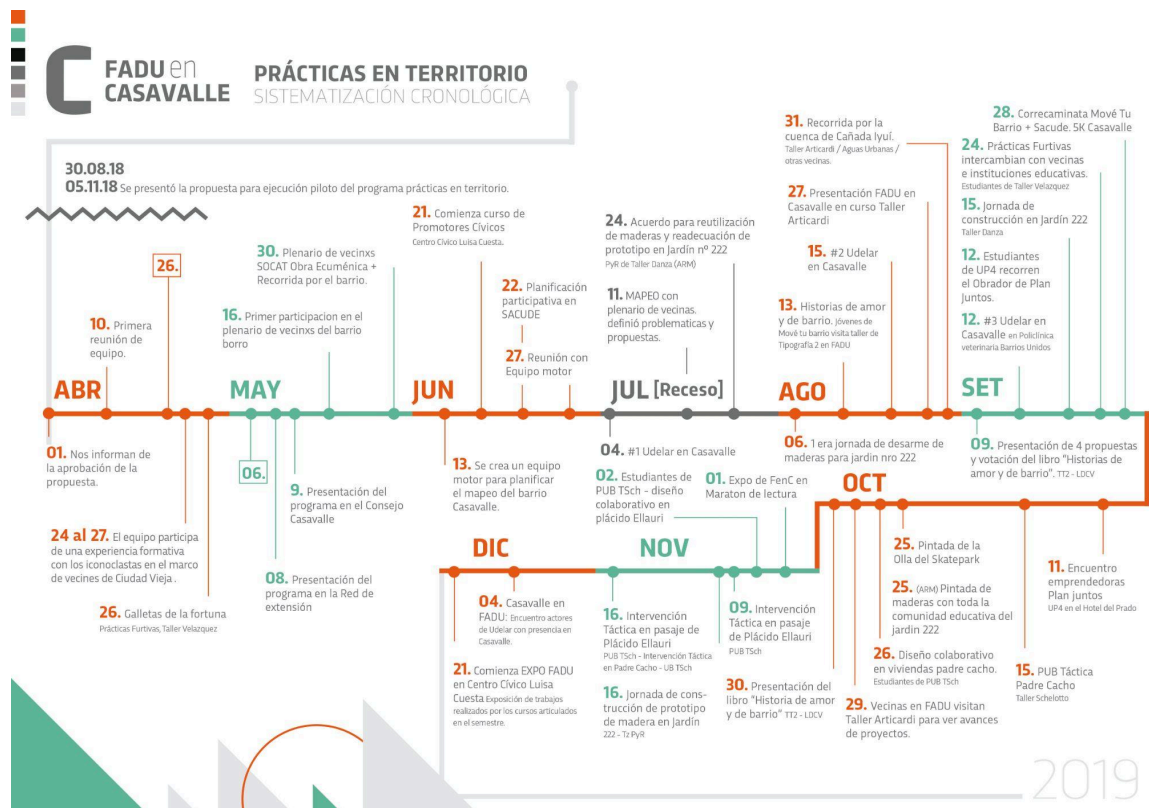 C FADU en
CASAVALLE
PRÁCTICAS EN TERRITORIO
SISTEMATIZACIÓN CRONOLÓGICA
30.08.18
05.11.18 Se presentó la propuesta para ejecución piloto del programa prácticas en territorio.
ABR
10. Primera
reunión de
equipo.
26.
01. Nos informan de
la aprobación de la
propuesta.
24 al 27. El equipo participa
de una experiencia formativa
con los iconoclastas en el marco
de vecines de Ciudad Vieja .
26. Galletas de la fortuna
Prácticas Furtivas, Taller Velazquez
MAY
30. Plenario de vecinxs
SOCAT Obra Ecuménica +
Recorrida por el barrio.
16. Primer participacion en el
plenario de vecinxs del barrio
borro
06.
9. Presentación del
programa en el Consejo
Casavalle
08. Presentación del
programa en la Red de
extensión
JUN
21. Comienza curso de
Promotores Cívicos
Centro Cívico Luisa Cuesta.
22. Planificación
participativa en
SACUDE
27. Reunión con
Equipo motor
13. Se crea un equipo
motor para planificar
el mapeo del barrio
Casavalle.
JUL [Receso]
24. Acuerdo para reutilización
de maderas y readecuación de
prototipo en Jardín nº 222
PyR de Taller Danza (ARM)
11. MAPEO con
plenario de vecinas.
definió problematicas y
propuestas.
04. #1 Udelar en Casavalle
AGO
31. Recorrida por la
cuenca de Cañada Iyuí.
Taller Articardi / Aguas Urbanas /
otras vecinas.
27. Presentación FADU en
Casavalle en curso Taller
Articardi
15. #2 Udelar
en Casavalle
13. Historias de amor
y de barrio. Jóvenes de
Mové tu barrio visita taller de
Tipografía 2 en FADU
06. 1 era jornada de desarme de
maderas para jardin nro 222
SET
28. Correcaminata Mové Tu
Barrio + Sacude. 5K Casavalle
24. Prácticas Furtivas
intercambian con vecinas
e instituciones educativas.
Estudiantes de Taller Velazquez
15. Jornada de
construcción en Jardín 222
Taller Danza
12. Estudiantes
de UP4 recorren
el Obrador de Plan
Juntos.
12. #3 Udelar en
Casavalle en Policlínica
veterinaria Barrios Unidos
09. Presentación de 4 propuestas
y votación del libro "Historias de
amor y de barrio". TT2 - LDCV
OCT
25. Pintada de la
Olla del Skatepark
25. (ARM) Pintada de
maderas con toda la
comunidad educativa del
jardin 222
26. Diseño colaborativo
en viviendas padre cacho.
Estudiantes de PUB TSch
29. Vecinas en FADU visitan
Taller Articardi para ver avances
de proyectos.
30. Presentación del
libro "Historia de amor
y de barrio" TT2 - LDCV
11. Encuentro
emprendedoras
Plan juntos
UP4 en el Hotel del Prado
15. PUB Táctica
Padre Cacho
Taller Schelotto
NOV
02. Estudiantes de
PUB TSch - diseño
colaborativo en
plácido Ellauri
01. Expo de FenC en
Maraton de lectura
16. Intervención
Táctica en pasaje de
Plácido Ellauri
PUB TSch - Intervención Táctica
en Padre Cacho - UB TSch
16. Jornada de cons-
trucción de prototipo
de madera en Jardín
222 - Tz PyR
09. Intervención
Táctica en pasaje
de Plácido Ellauri
PUB TSch
DIC
04. Casavalle en
FADU: Encuentro actores
de Udelar con presencia en
Casavalle.
21. Comienza EXPO FADU
en Centro Cívico Luisa
Cuesta Exposición de trabajos
realizados por los cursos articulados
en el semestre.
2019